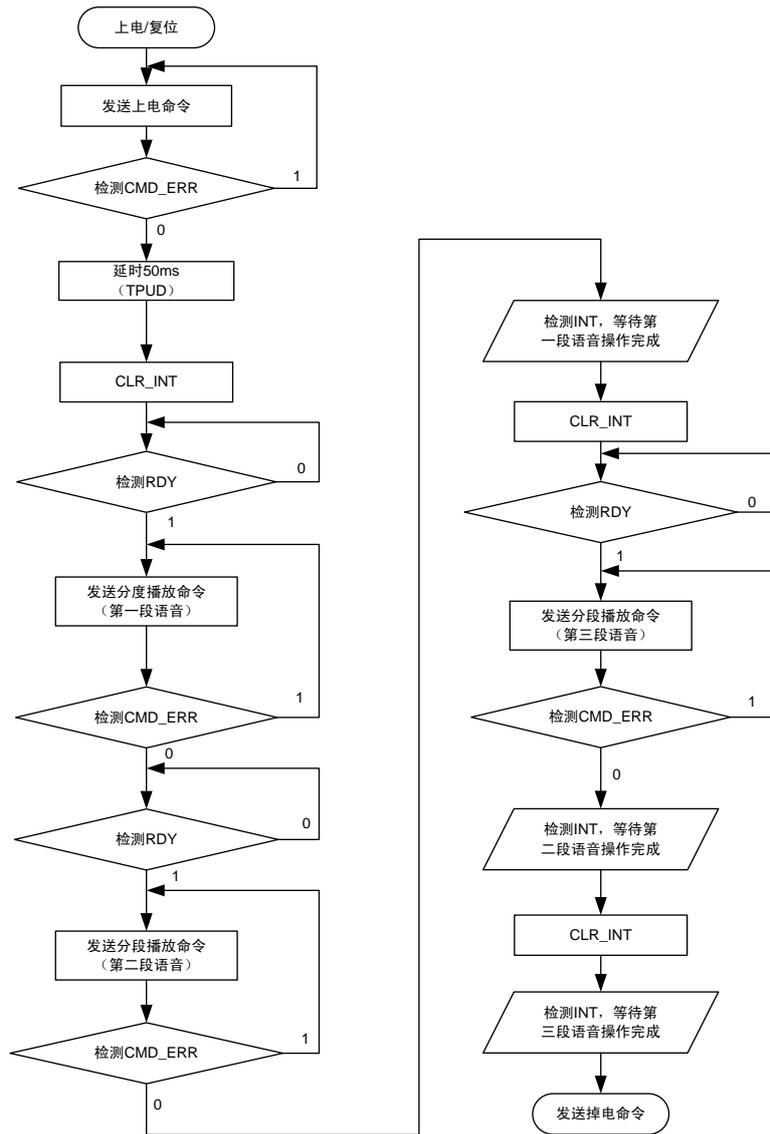 上电/复位
发送上电命令
检测CMD_ERR
1
0
延时50ms
（TPUD）
CLR_INT
检测RDY
0
1
发送分度播放命令
（第一段语音）
检测CMD_ERR
1
0
检测RDY
0
1
发送分段播放命令
（第二段语音）
检测CMD_ERR
1
0
检测INT，等待第
一段语音操作完成
CLR_INT
检测RDY
0
1
发送分段播放命令
（第三段语音）
检测CMD_ERR
1
0
检测INT，等待第
二段语音操作完成
CLR_INT
检测INT，等待第
三段语音操作完成
发送掉电命令